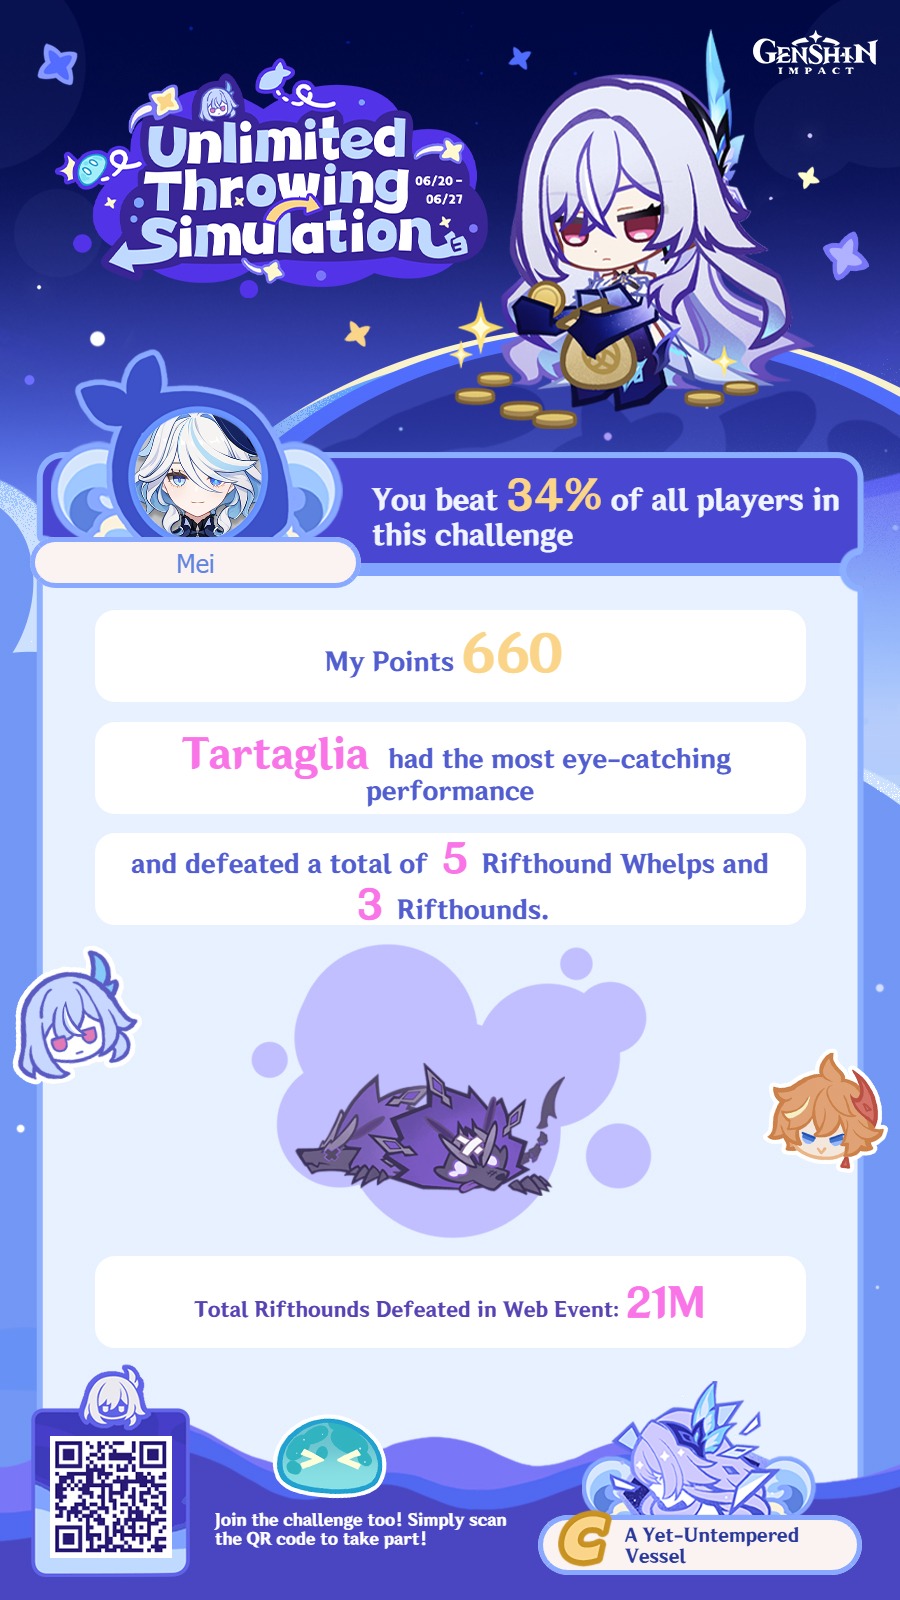 GENSHIN
IMPACT
Unlimited
Throwing
Simulation
06/20 –
06/27
You beat 34% of all players in
this challenge
Mei
My Points 660
Tartaglia had the most eye-catching
performance
and defeated a total of 5 Rifthound Whelps and
3 Rifthounds.
Total Rifthounds Defeated in Web Event: 21M
Join the challenge too! Simply scan
the QR code to take part!
C
A Yet-Untempered
Vessel